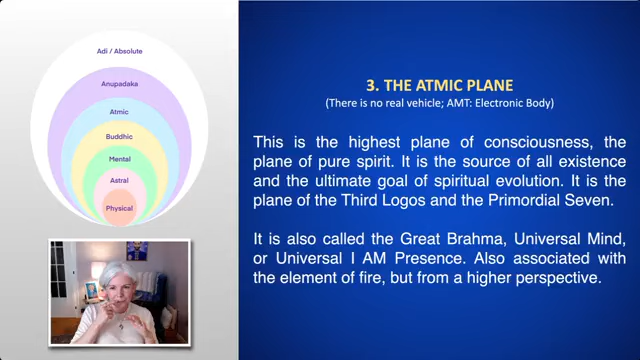 Adi / Absolute
Anupadaka
Atmic
Buddhic
Mental
Astral
Physical
3. THE ATMIC PLANE
(There is no real vehicle; AMT: Electronic Body)
This is the highest plane of consciousness, the
plane of pure spirit. It is the source of all existence
and the ultimate goal of spiritual evolution. It is the
plane of the Third Logos and the Primordial Seven.
It is also called the Great Brahma, Universal Mind,
or Universal I AM Presence. Also associated with
the element of fire, but from a higher perspective.